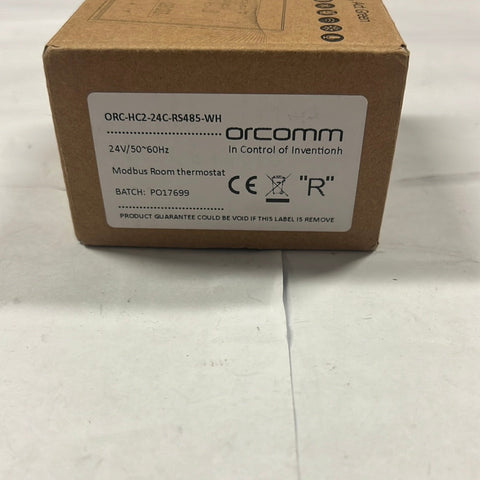 ORC-HC2-24C-RS485-WH
orcomm
24V/50~60Hz
In Control of Inventionh
Modbus Room thermostat
CE "R"
BATCH: PO17699
PRODUCT GUARANTEE COULD BE VOID IF THIS LABEL IS REMOVE